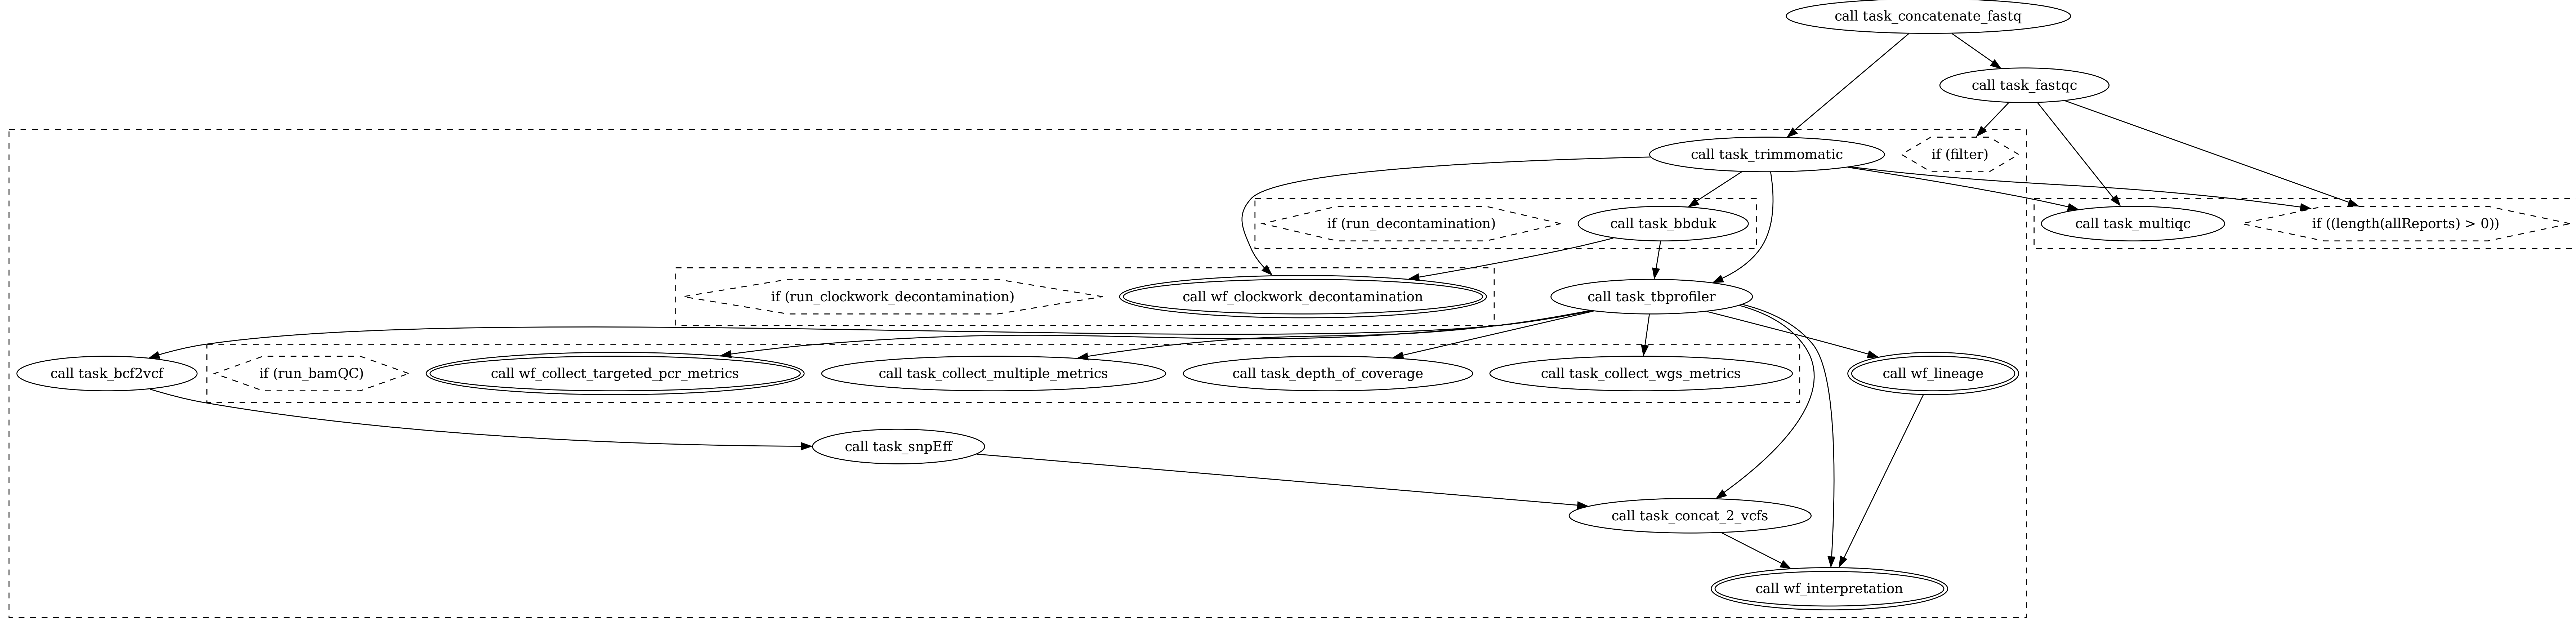 call task_concatenate_fastq
call task_fastqc
call task_trimmomatic
if (filter)
if (run_decontamination)
call task_bbduk
call task_multiqc
if ((length(allReports) > 0))
if (run_clockwork_decontamination)
call wf_clockwork_decontamination
call task_tbprofiler
call task_bcf2vcf
if (run_bamQC)
call wf_collect_targeted_pcr_metrics
call task_collect_multiple_metrics
call task_depth_of_coverage
call task_collect_wgs_metrics
call wf_lineage
call task_snpEff
call task_concat_2_vcfs
call wf_interpretation